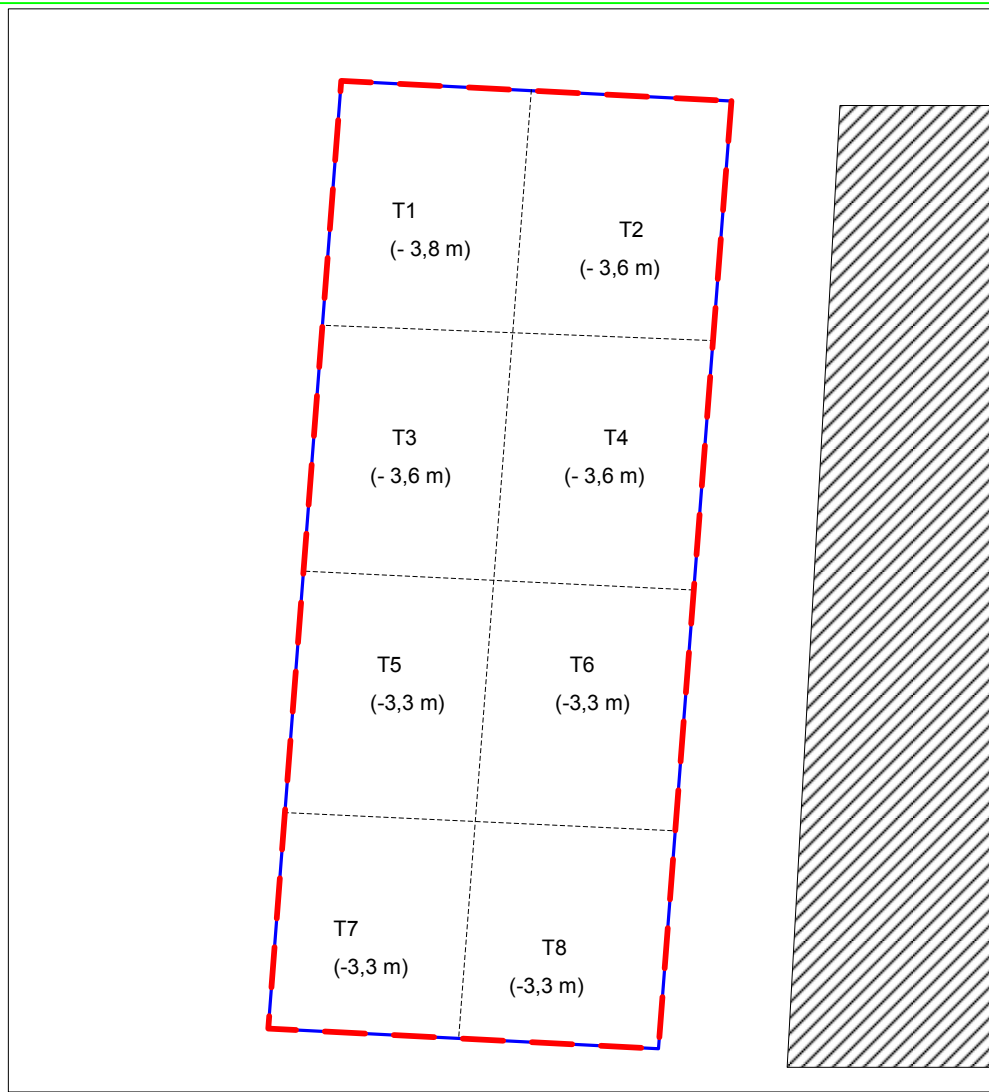 T1
(- 3,8 m)
T2
(- 3,6 m)
T3
(- 3,6 m)
T4
(- 3,6 m)
T5
(-3,3 m)
T6
(-3,3 m)
T7
(-3,3 m)
T8
(-3,3 m)